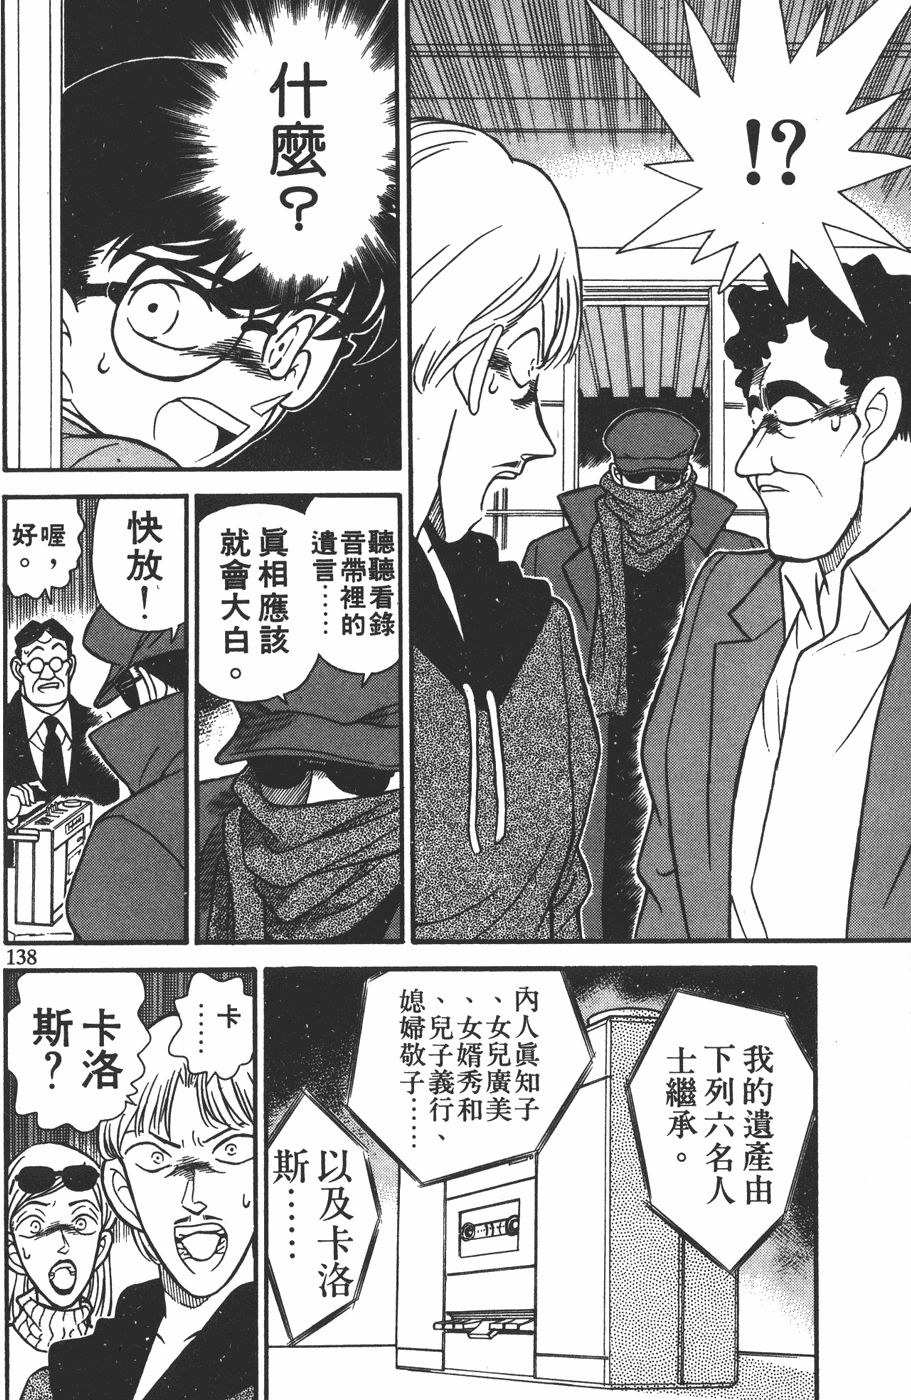 !?
什麼?
聽聽看錄
音帶裡的
遺言……
眞相應該
就會大白。
快放!
喔,
好。
138
我的遺產由
下列六名人
士繼承。
內人眞知子
、女兒廣美
、女婿秀和
、兒子義行、
媳婦敬子……
以及卡洛
斯……
卡
……
卡洛
斯?